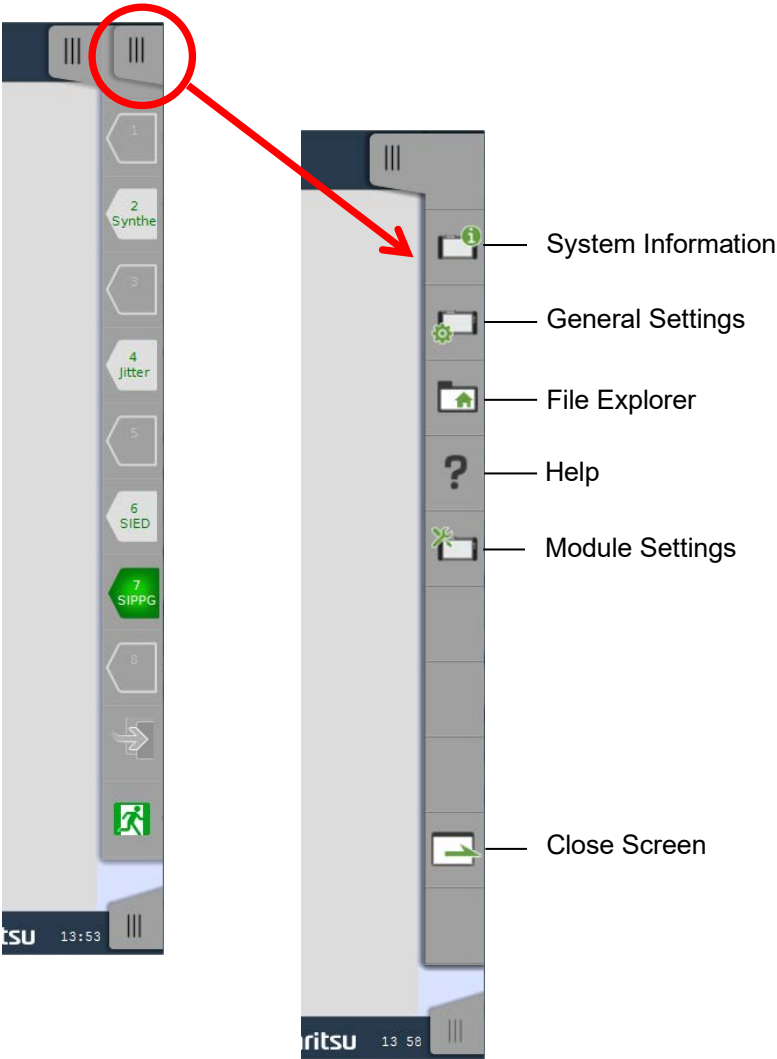 1
2
Synthe
3
4
Jitter
5
6
SIED
7
SIPPG
8
tsu 13:53
System Information
General Settings
File Explorer
?
Help
Module Settings
Close Screen
ritsu 13 58